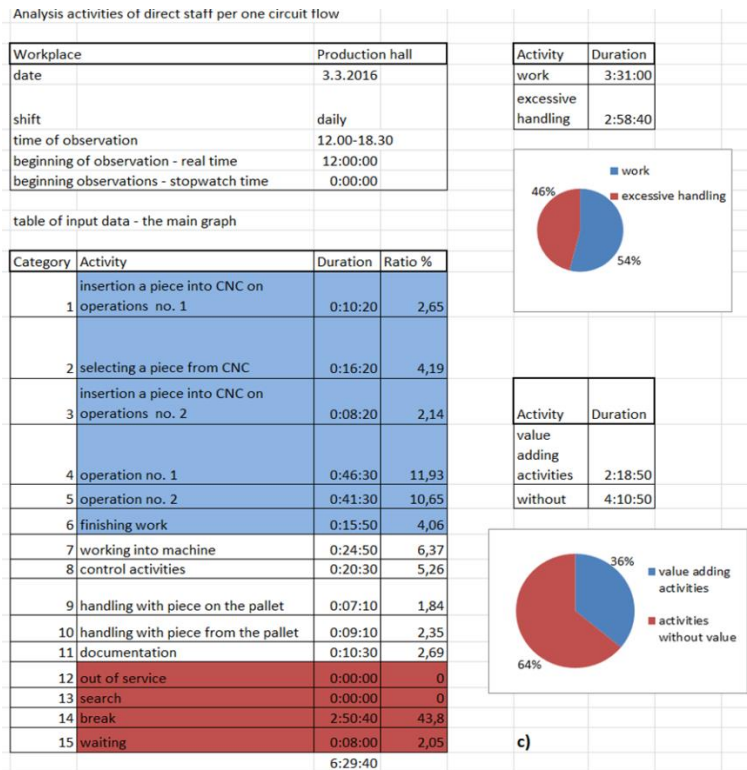 Analysis activities of direct staff per one circuit flow
Workplace Production hall
date 3.3.2016
shift daily
time of observation 12.00-18.30
beginning of observation - real time 12:00:00
beginning observations - stopwatch time 0:00:00
table of input data - the main graph
Category Activity Duration Ratio %
insertion a piece into CNC on
1 operations no. 1 0:10:20 2,65
2 selecting a piece from CNC 0:16:20 4,19
insertion a piece into CNC on
3 operations no. 2 0:08:20 2,14
4 operation no. 1 0:46:30 11,93
5 operation no. 2 0:41:30 10,65
6 finishing work 0:15:50 4,06
7 working into machine 0:24:50 6,37
8 control activities 0:20:30 5,26
9 handling with piece on the pallet 0:07:10 1,84
10 handling with piece from the pallet 0:09:10 2,35
11 documentation 0:10:30 2,69
12 out of service 0:00:00 0
13 search 0:00:00 0
14 break 2:50:40 43,8
15 waiting 0:08:00 2,05
6:29:40
Activity Duration
work 3:31:00
excessive
handling 2:58:40
work
46%
excessive handling
54%
Activity Duration
value
adding
activities 2:18:50
without 4:10:50
36%
value adding
activities
activities
without value
64%
c)